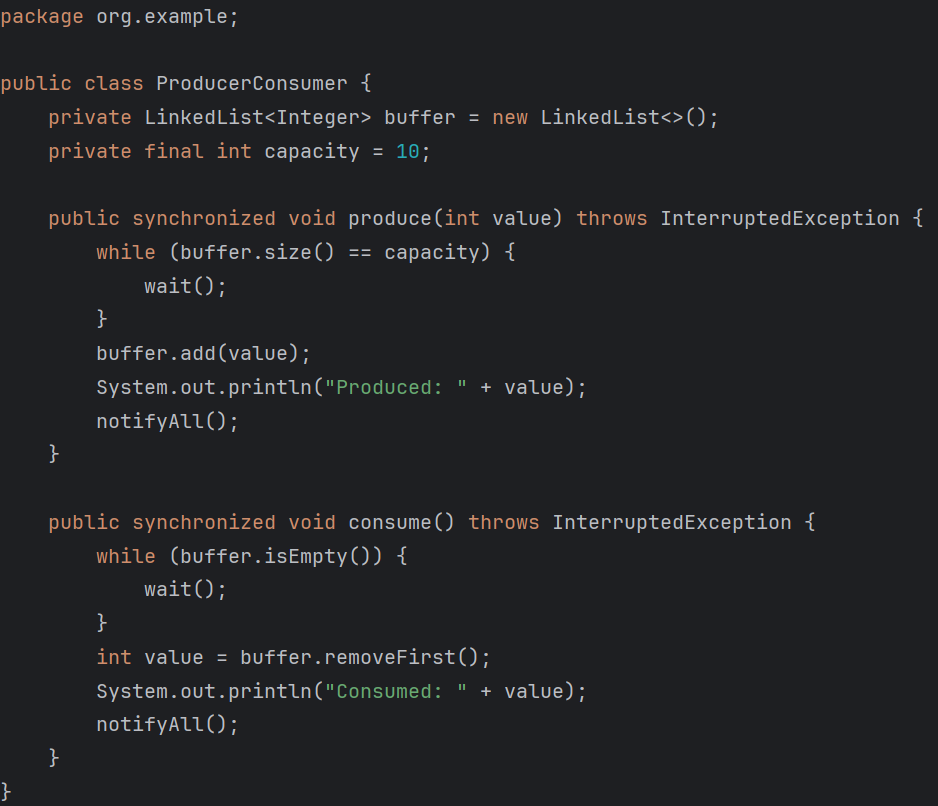 package org.example;
public class ProducerConsumer {
    private LinkedList<Integer> buffer = new LinkedList<>();
    private final int capacity = 10;
    public synchronized void produce(int value) throws InterruptedException {
        while (buffer.size() == capacity) {
            wait();
        }
        buffer.add(value);
        System.out.println("Produced: " + value);
        notifyAll();
    }
    public synchronized void consume() throws InterruptedException {
        while (buffer.isEmpty()) {
            wait();
        }
        int value = buffer.removeFirst();
        System.out.println("Consumed: " + value);
        notifyAll();
    }
}